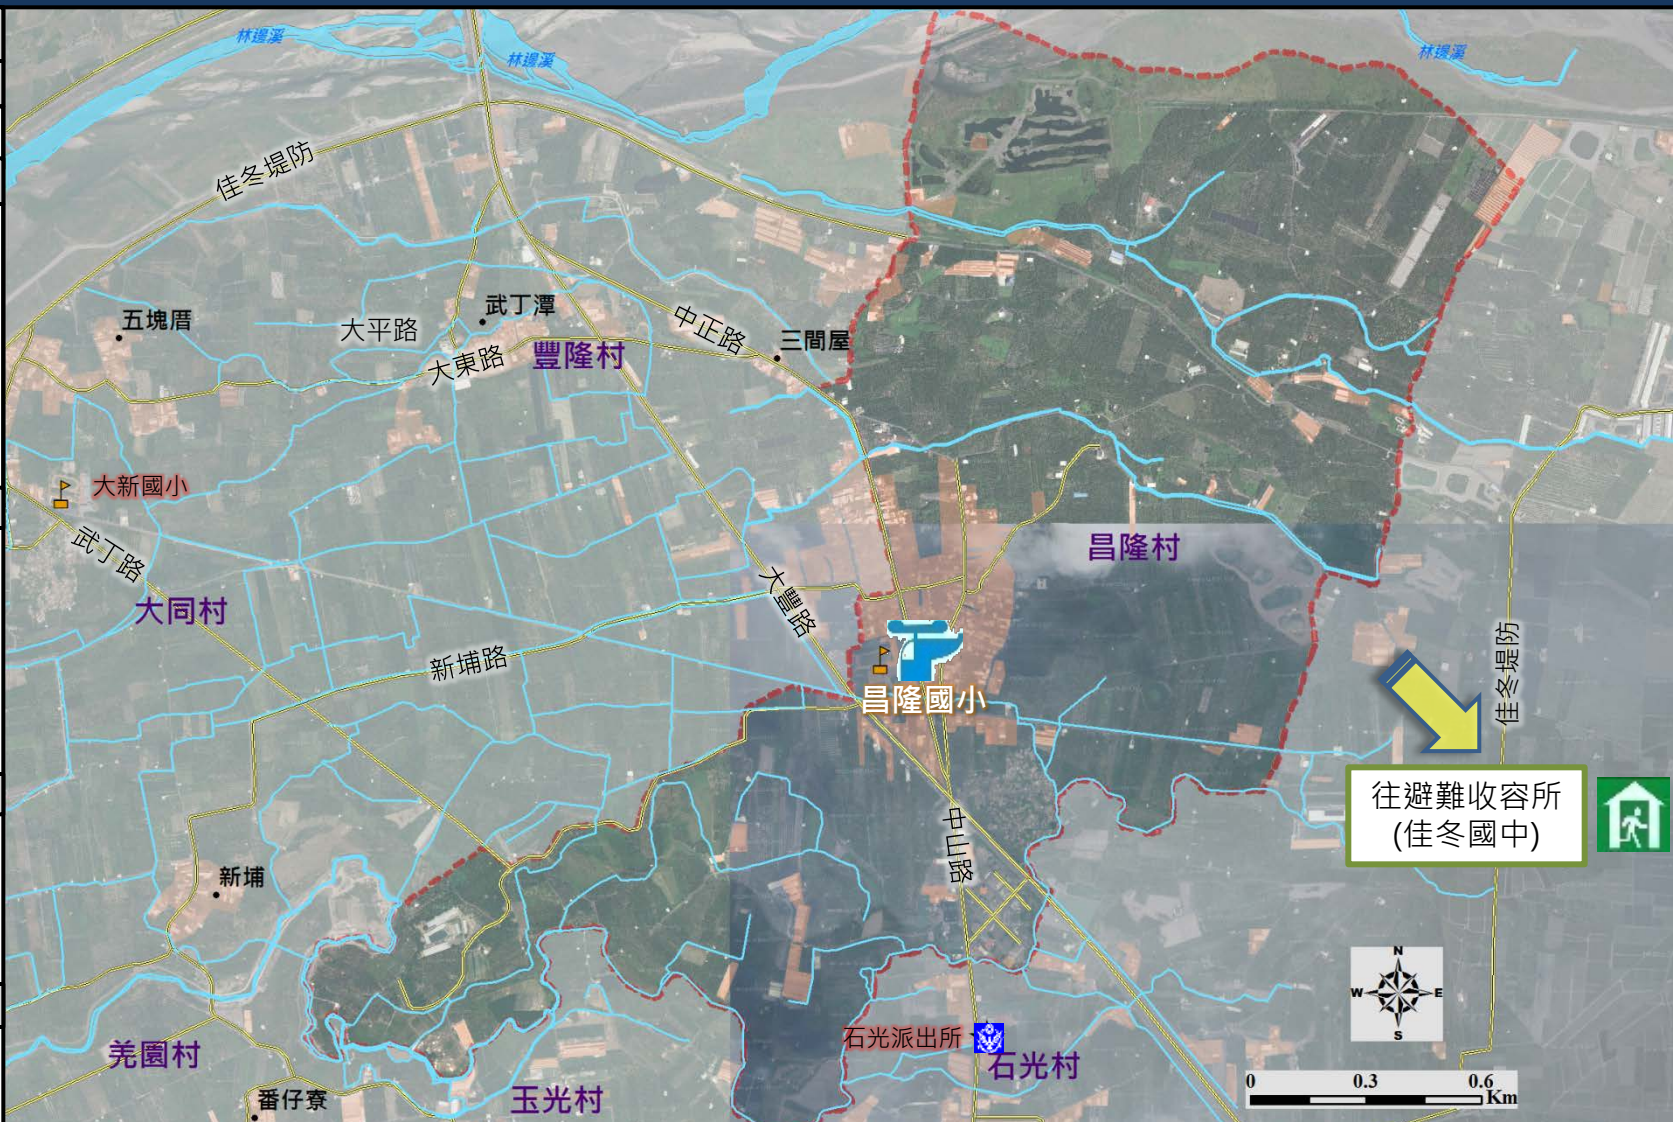 林邊溪
林邊溪
林邊溪
佳冬堤防
五塊厝
大平路
武丁潭
大東路
豐隆村
中正路
三間屋
大新國小
武丁路
大同村
新埔路
大豐路
昌隆村
昌隆國小
佳冬堤防
往避難收容所
(佳冬國中)
中山路
新埔
羌園村
番仔寮
玉光村
石光派出所
石光村
N
W E
S
0 0.3 0.6
Km